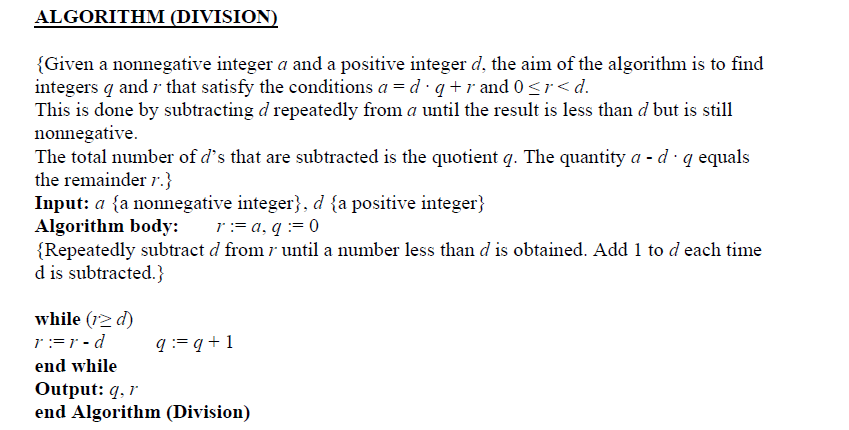 ALGORITHM (DIVISION)
{Given a nonnegative integer a and a positive integer d, the aim of the algorithm is to find
integers q and r that satisfy the conditions a = d · q + r and 0 ≤ r < d.
This is done by subtracting d repeatedly from a until the result is less than d but is still
nonnegative.
The total number of d's that are subtracted is the quotient q. The quantity a - d · q equals
the remainder r.}
Input: a {a nonnegative integer}, d {a positive integer}
Algorithm body: r := a, q := 0
{Repeatedly subtract d from r until a number less than d is obtained. Add 1 to d each time
d is subtracted.}
while (r≥ d)
r := r - d q := q + 1
end while
Output: q, r
end Algorithm (Division)